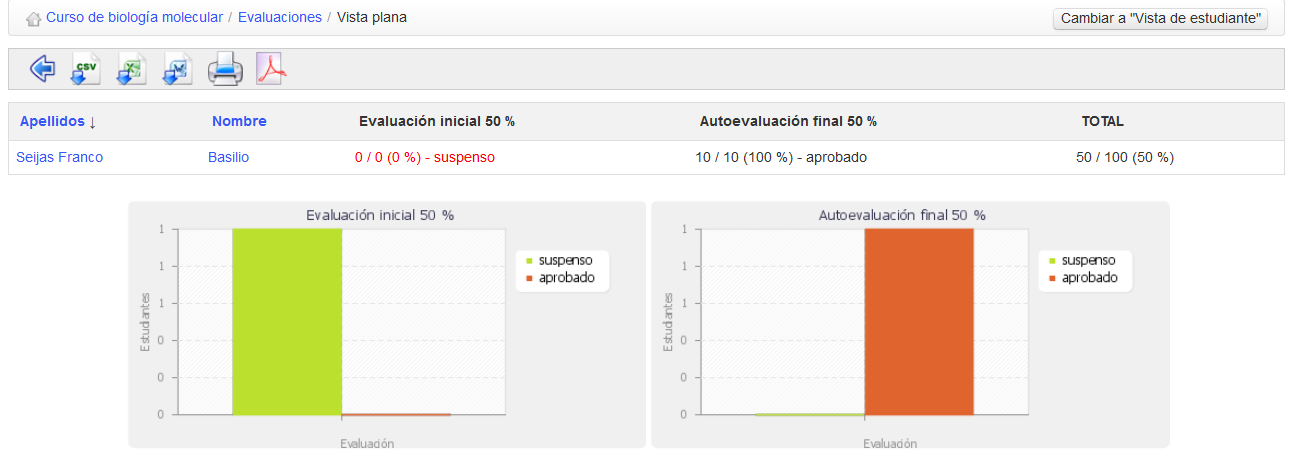 Curso de biología molecular / Evaluaciones / Vista plana
Cambiar a "Vista de estudiante"
CSV
Apellidos ↓ Nombre Evaluación inicial 50 % Autoevaluación final 50 % TOTAL
Seijas Franco Basilio 0 / 0 (0 %) - suspenso 10 / 10 (100 %) - aprobado 50 / 100 (50 %)
Evaluación inicial 50 %
1
1
1
0
0
0
Estudiantes
Evaluación
suspenso
aprobado
Autoevaluación final 50 %
1
1
1
0
0
0
Estudiantes
Evaluación
suspenso
aprobado